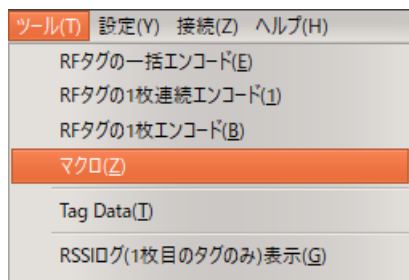 ツール(T) 設定(Y) 接続(Z) ヘルプ(H)
RFタグの一括エンコード(E)
RFタグの1枚連続エンコード(1)
RFタグの1枚エンコード(B)
マクロ(Z)
Tag Data(T)
RSSIログ(1枚目のタグのみ)表示(G)